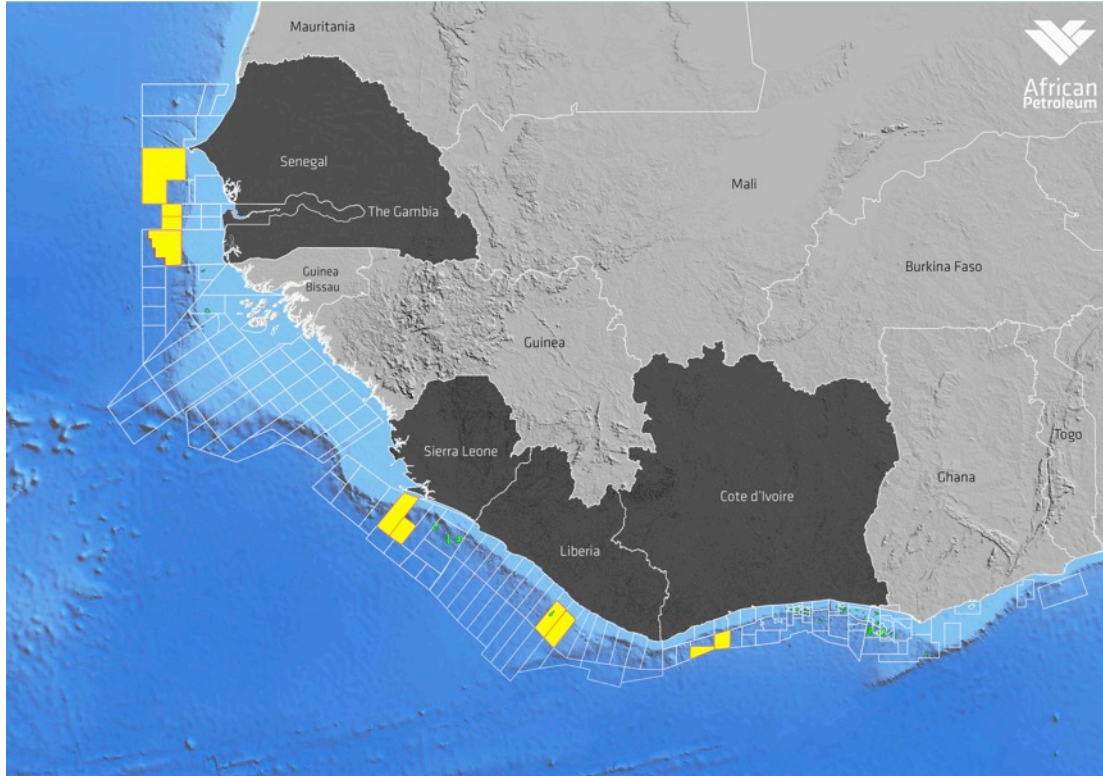 Mauritania
African
Petroleum
Senegal
Mali
The Gambia
Burkina Faso
Guinea
Bissau
Guinea
Togo
Sierra Leone
Ghana
Cote d'Ivoire
Liberia